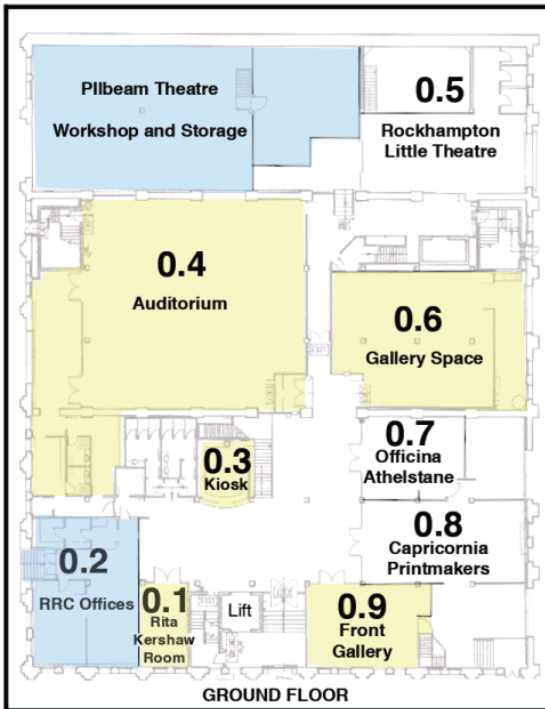 Pilbeam Theatre
Workshop and Storage
0.5
Rockhampton
Little Theatre
0.4
Auditorium
0.6
Gallery Space
0.7
Officina
Athelstane
0.3
Kiosk
0.8
Capricornia
Printmakers
0.2
RRC Offices
0.1
Rita
Kershaw
Room
Lift
0.9
Front
Gallery
GROUND FLOOR